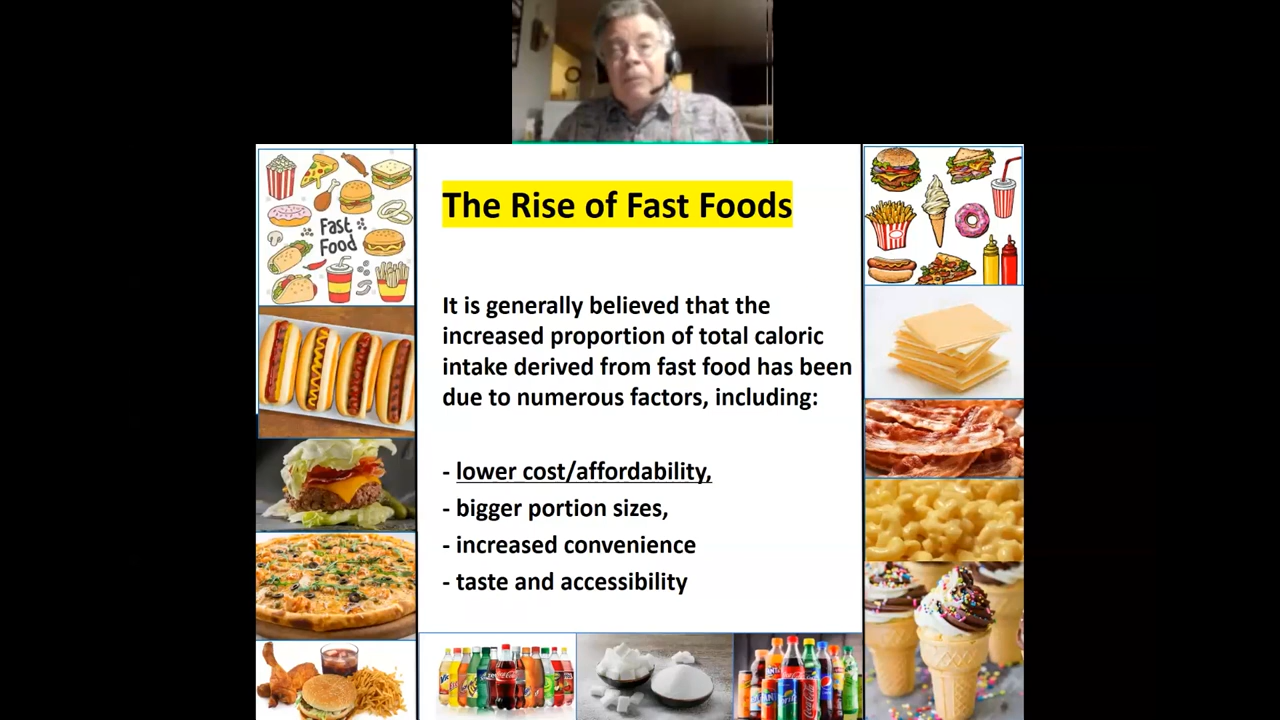 The Rise of Fast Foods
Fast
Food
It is generally believed that the
increased proportion of total caloric
intake derived from fast food has been
due to numerous factors, including:
- lower cost/affordability,
- bigger portion sizes,
- increased convenience
- taste and accessibility